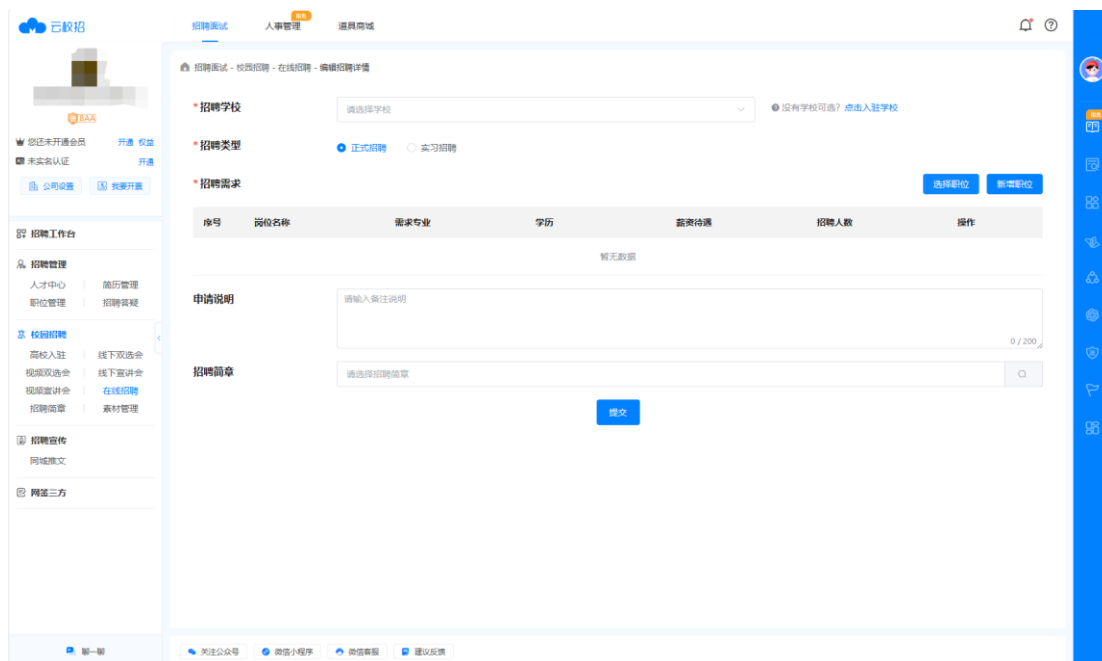 云校招
招聘面试 人事管理 道具商城
BAA
您还未开通会员 开通 权益
未实名认证 开通
公司设置 我要开票
招聘工作台
招聘管理
人才中心 简历管理
职位管理 招聘答疑
校园招聘
高校入驻 线下双选会
视频双选会 线下宣讲会
视频宣讲会 在线招聘
招聘简章 素材管理
招聘宣传
同城推文
网签三方
聊一聊
招聘面试 - 校园招聘 - 在线招聘 - 编辑招聘详情
*招聘学校 请选择学校 没有学校可选？点击入驻学校
*招聘类型 正式招聘 实习招聘
*招聘需求 选择职位 新增职位
序号 岗位名称 需求专业 学历 薪资待遇 招聘人数 操作
暂无数据
申请说明 请输入备注说明
0 / 200
招聘简章 请选择招聘简章
提交
关注公众号 微信小程序 微信客服 建议反馈